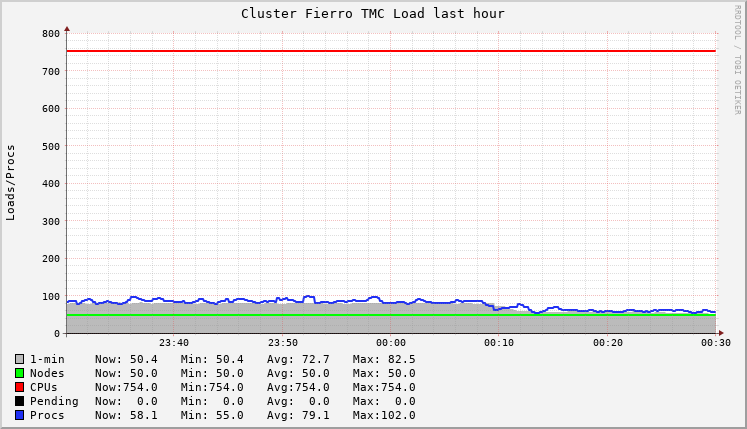 Cluster Fierro TMC Load last hour
RRDTOOL / TOBI OETIKER
Loads/Procs
800
700
600
500
400
300
200
100
0
23:40 23:50 00:00 00:10 00:20 00:30
1-min Now: 50.4 Min: 50.4 Avg: 72.7 Max: 82.5
Nodes Now: 50.0 Min: 50.0 Avg: 50.0 Max: 50.0
CPUs Now:754.0 Min:754.0 Avg:754.0 Max:754.0
Pending Now: 0.0 Min: 0.0 Avg: 0.0 Max: 0.0
Procs Now: 58.1 Min: 55.0 Avg: 79.1 Max:102.0